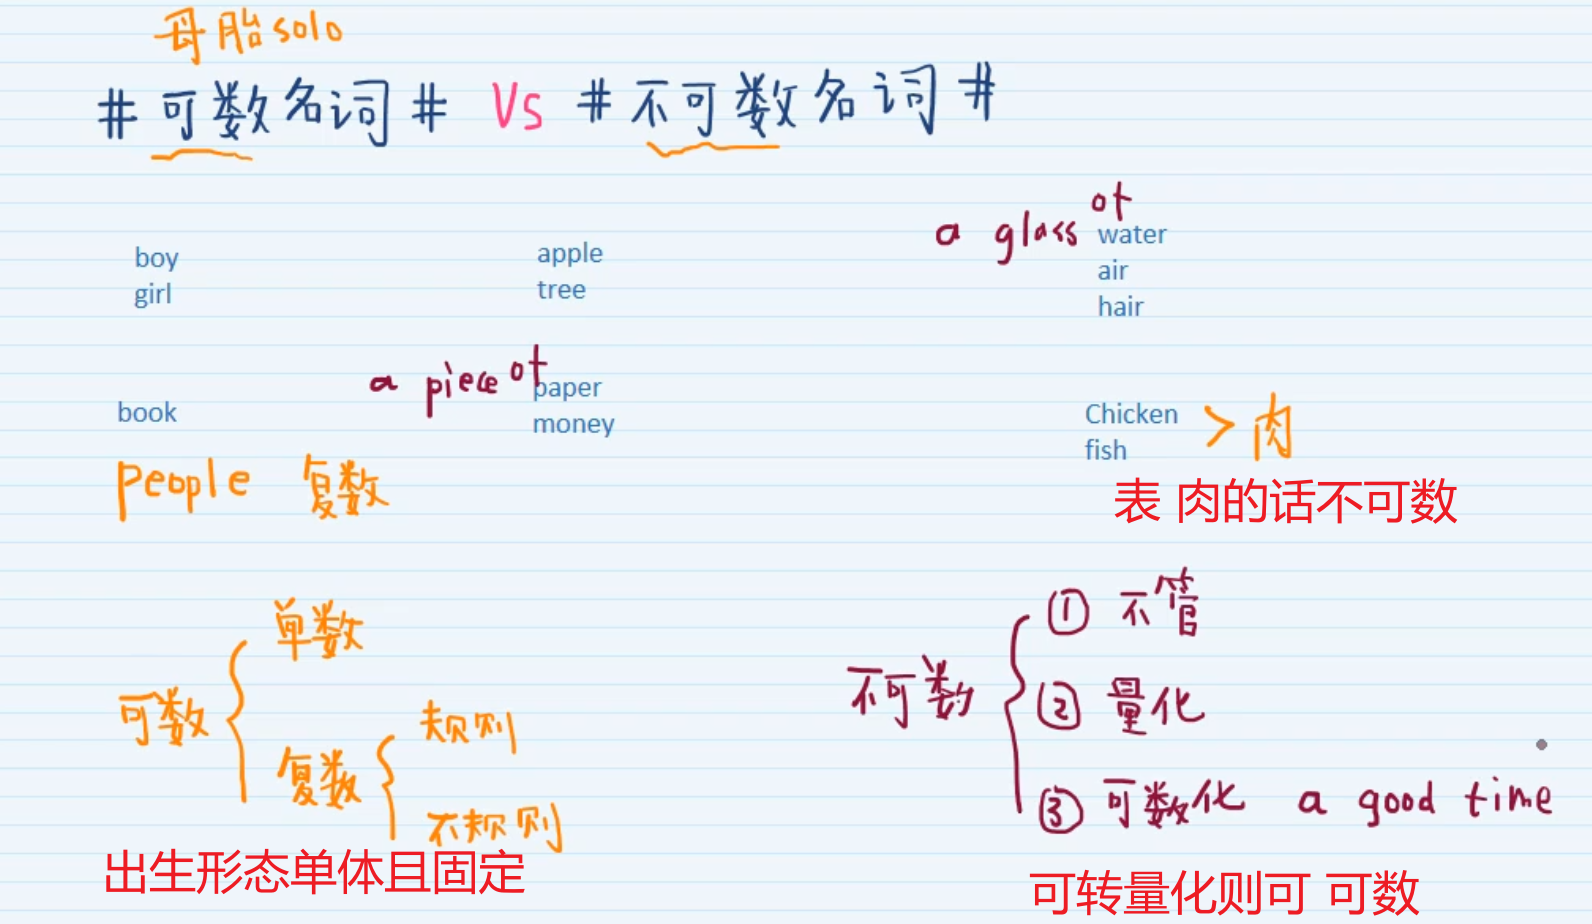 母胎solo
#可数名词# Vs #不可数名词#
boy
girl
apple
tree
a glass of water
air
hair
book
people 复数
a piece of paper
money
Chicken
fish
> 肉
表 肉的话不可数
可数
单数
复数
规则
不规则
出生形态单体且固定
不可数
① 不管
② 量化
③ 可数化 a good time
可转量化则可 可数